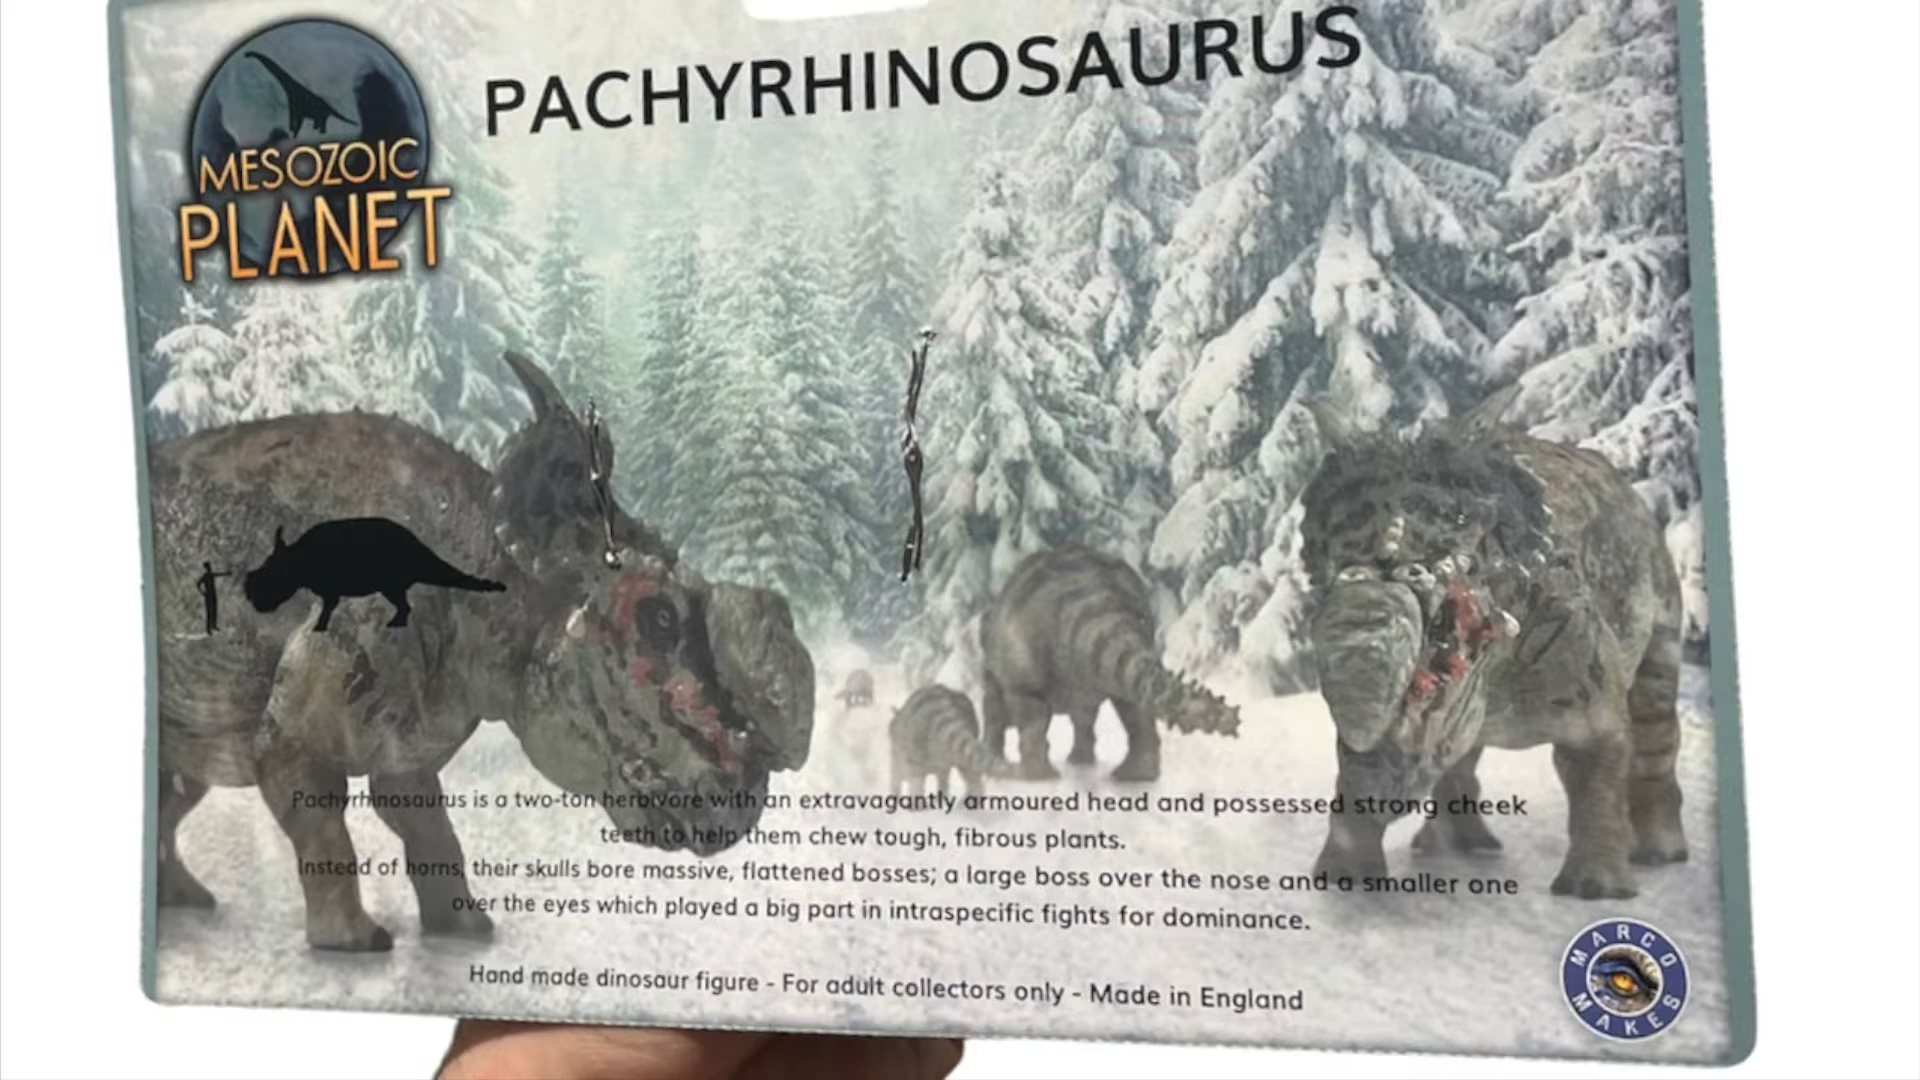 MESOZOIC
PLANET
PACHYRHINOSAURUS
Pachyrhinosaurus is a two-ton herbivore with an extravagantly armoured head and possessed strong cheek
teeth to help them chew tough, fibrous plants.
Instead of horns, their skulls bore massive, flattened bosses; a large boss over the nose and a smaller one
over the eyes which played a big part in intraspecific fights for dominance.
Hand made dinosaur figure - For adult collectors only - Made in England
MARCO
MAKES